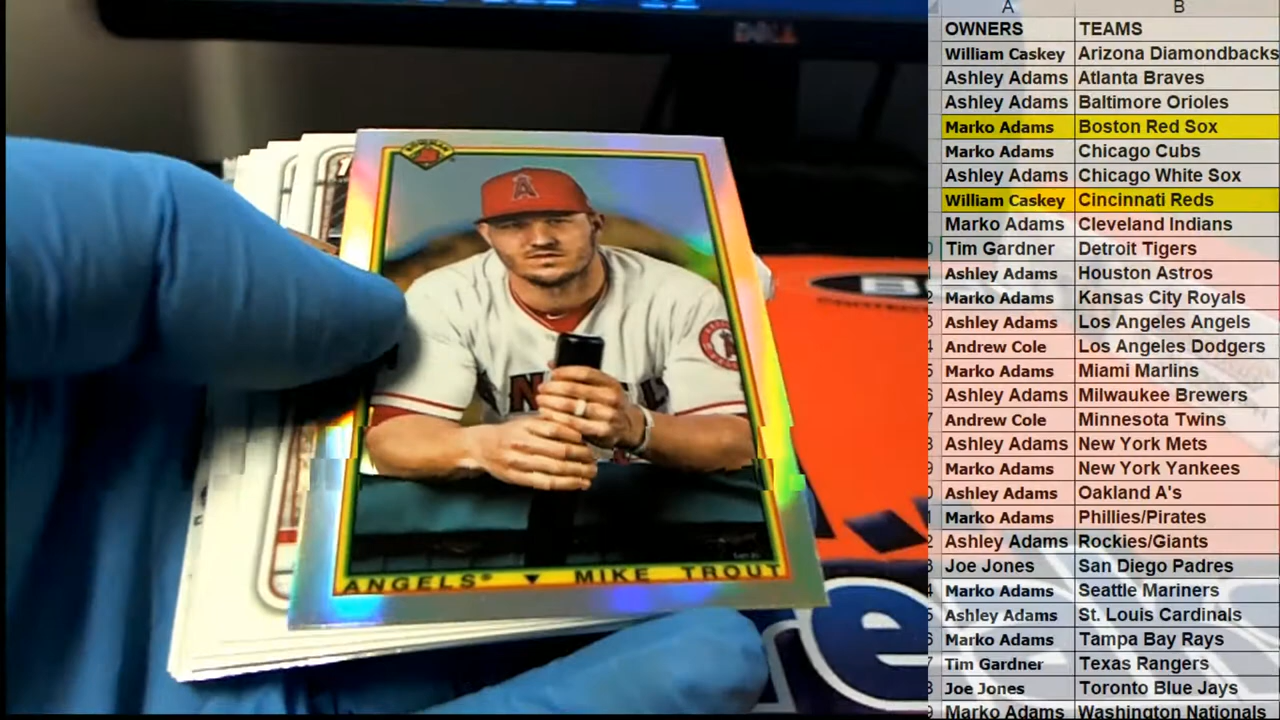 DELL
BOWMAN
A
ANGELS® ▼ MIKE TROUT
A B
OWNERS TEAMS
William Caskey Arizona Diamondbacks
Ashley Adams Atlanta Braves
Ashley Adams Baltimore Orioles
Marko Adams Boston Red Sox
Marko Adams Chicago Cubs
Ashley Adams Chicago White Sox
William Caskey Cincinnati Reds
Marko Adams Cleveland Indians
Tim Gardner Detroit Tigers
Ashley Adams Houston Astros
Marko Adams Kansas City Royals
Ashley Adams Los Angeles Angels
Andrew Cole Los Angeles Dodgers
Marko Adams Miami Marlins
Ashley Adams Milwaukee Brewers
Andrew Cole Minnesota Twins
Ashley Adams New York Mets
Marko Adams New York Yankees
Ashley Adams Oakland A's
Marko Adams Phillies/Pirates
Ashley Adams Rockies/Giants
Joe Jones San Diego Padres
Marko Adams Seattle Mariners
Ashley Adams St. Louis Cardinals
Marko Adams Tampa Bay Rays
Tim Gardner Texas Rangers
Joe Jones Toronto Blue Jays
Marko Adams Washington Nationals